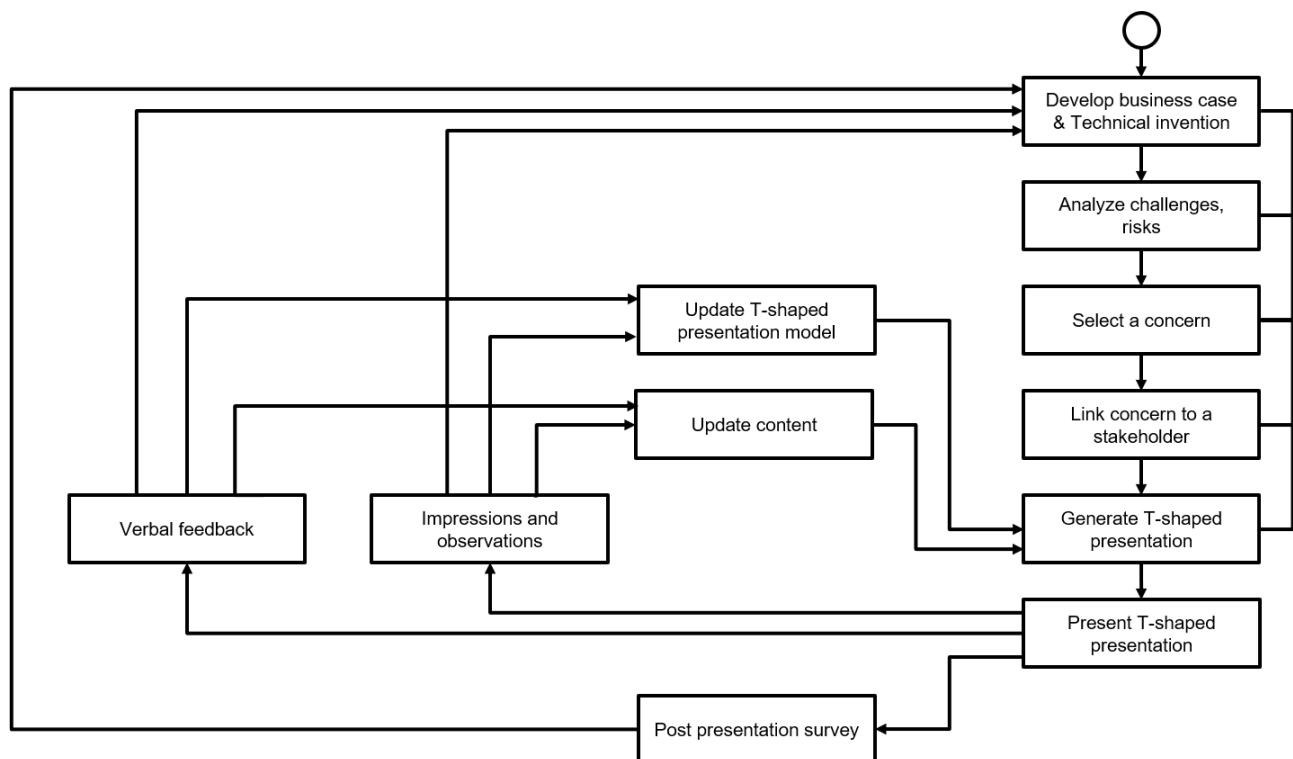 Develop business case
& Technical invention
Analyze challenges,
risks
Select a concern
Update T-shaped
presentation model
Link concern to a
stakeholder
Update content
Verbal feedback
Impressions and
observations
Generate T-shaped
presentation
Present T-shaped
presentation
Post presentation survey